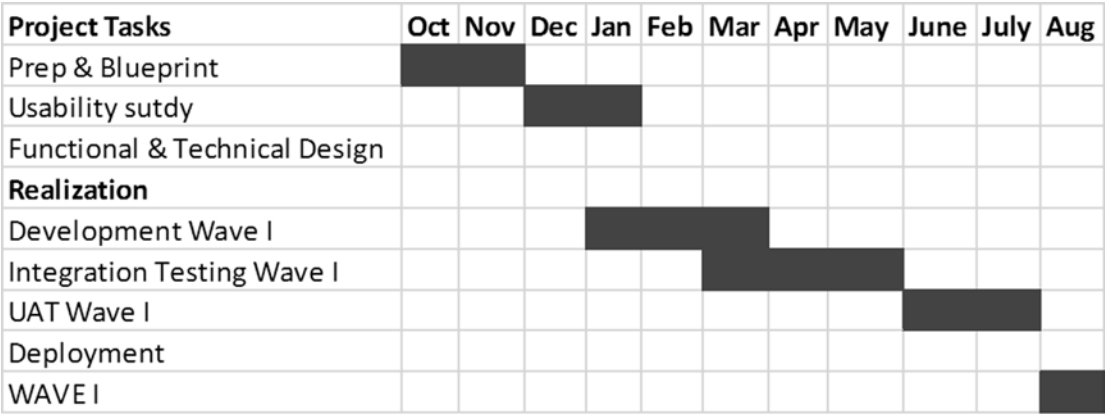 Project Tasks Oct Nov Dec Jan Feb Mar Apr May June July Aug
Prep & Blueprint
Usability sutdy
Functional & Technical Design
Realization
Development Wave I
Integration Testing Wave I
UAT Wave I
Deployment
WAVE I